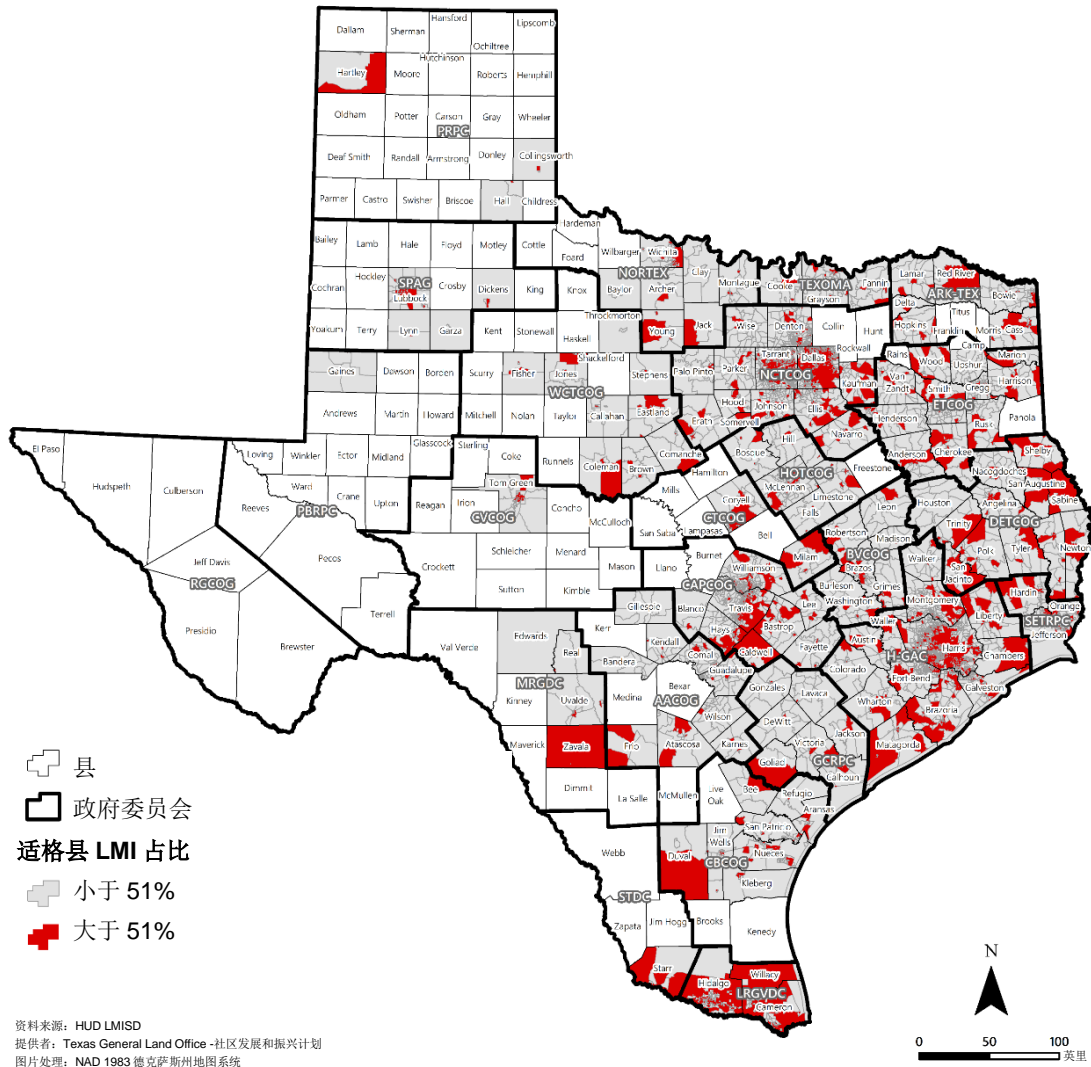 Dallam Sherman Hansford Ochiltree Lipscomb
Hartley Moore Hutchinson Roberts Hemphill
Oldham Potter Carson Gray Wheeler
PRPC
Deaf Smith Randall Armstrong Donley Collingsworth
Parmer Castro Swisher Briscoe Hall Childress
Bailey Lamb Hale Floyd Motley Cottle Hardeman Foard Wilbarger Wichita
NORTEX
Clay Montague Cooke Grayson Fannin Lamar Red River Bowie
TEXOMA
ARK-TEX
Cochran Hockley Lubbock Crosby Dickens King Knox Baylor Archer
SPAG
Delta Hopkins Franklin Titus Morris Cass Camp
Yoakum Terry Lynn Garza Kent Stonewall Haskell Throckmorton Young Jack Wise Denton Collin Hunt Rockwall
Gaines Dawson Borden Scurry Fisher Jones Shackelford Stephens Palo Pinto Parker Tarrant Dallas Kaufman
WCTCOG
NCTCOG
Rains Wood Upshur Marion Van Zandt Smith Gregg Harrison
ETCOG
Andrews Martin Howard Mitchell Nolan Taylor Callahan Eastland Erath Hood Johnson Somervell Ellis Navarro Henderson Rusk Panola
El Paso Hudspeth Culberson Loving Winkler Ector Midland Glasscock Sterling Coke Runnels Coleman Brown Comanche Hamilton Bosque Hill Freestone Anderson Cherokee Shelby
HOTCOG
Nacogdoches San Augustine Sabine
Ward Crane Upton Reagan Irion Tom Green Concho McCulloch Mills San Saba Lampasas Coryell Bell McLennan Limestone Falls Leon Houston Angelina
Reeves
PBRPC
CVCOG
CTCOG
DETCOG
Robertson Madison Trinity Polk Tyler Newton
BVCOG
Jeff Davis Pecos Crockett Schleicher Menard Mason Llano Burnet Williamson Milam Brazos Walker San Jacinto
RGCOG
CAPCOG
Sutton Kimble Burleson Grimes Washington Montgomery Hardin Liberty Orange Jefferson
SETRPG
Presidio Brewster Terrell Val Verde Edwards Real Kerr Gillespie Blanco Travis Hays Bastrop Lee Caldwell Fayette Austin Waller Harris Chambers
H-GAC
Kendall Bandera Comal Guadalupe Colorado Fort Bend Galveston
MRGDC
Kinney Uvalde Medina Bexar Wilson Gonzales Lavaca Wharton Brazoria
AACOG
Maverick Zavala Frio Atascosa Karnes DeWitt Victoria Jackson Matagorda
GCRPC
Goliad Calhoun
Dimmit La Salle McMullen Live Oak Bee Refugio Aransas
San Patricio
Webb Duval Jim Wells Nueces Kleberg
CBCOG
STDC
Zapata Jim Hogg Brooks Kenedy
Starr Hidalgo Willacy Cameron
LRGVDC
县
政府委员会
适格县 LMI 占比
小于 51%
大于 51%
资料来源：HUD LMISD
提供者：Texas General Land Office -社区发展和振兴计划
图片处理：NAD 1983 德克萨斯州地图系统
N
0 50 100
英里